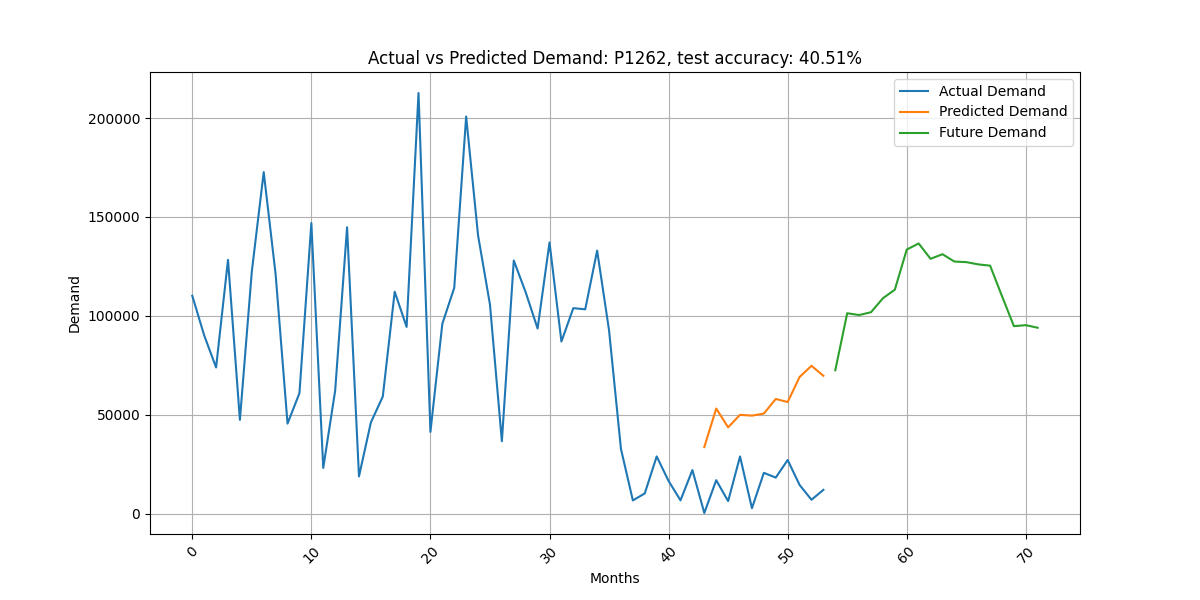 Actual vs Predicted Demand: P1262, test accuracy: 40.51%
Actual Demand
Predicted Demand
Future Demand
200000
150000
100000
50000
0
Demand
0 10 20 30 40 50 60 70
Months